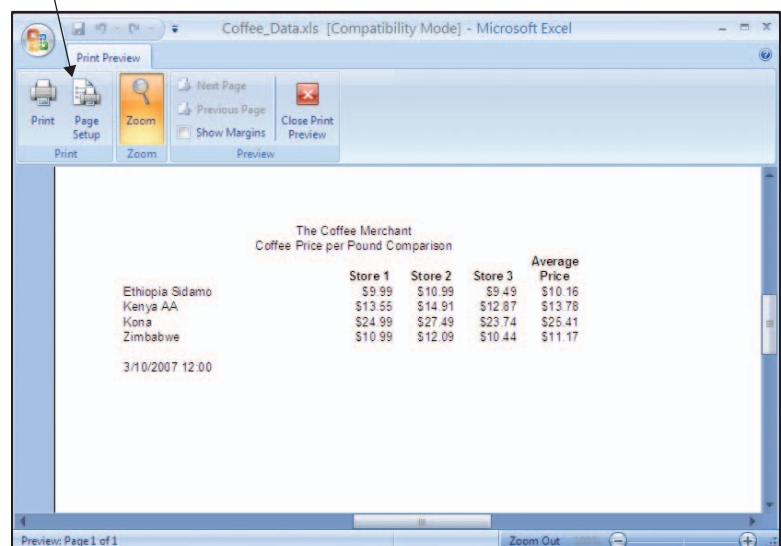 Coffee_Data.xls [Compatibility Mode] - Microsoft Excel
Print Preview
Print
Page Setup
Zoom
Next Page
Previous Page
Show Margins
Close Print Preview
Print
Zoom
Preview
The Coffee Merchant
Coffee Price per Pound Comparison
Store 1 Store 2 Store 3 Average Price
Ethiopia Sidamo $9.99 $10.99 $9.49 $10.16
Kenya AA $13.55 $14.91 $12.87 $13.78
Kona $24.99 $27.49 $23.74 $25.41
Zimbabwe $10.99 $12.09 $10.44 $11.17
3/10/2007 12:00
Preview: Page 1 of 1
Zoom Out 100%